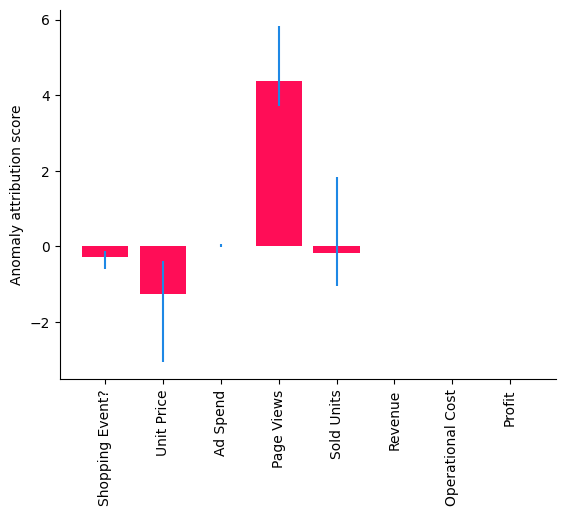 Anomaly attribution score
6
4
2
0
−2
Shopping Event?
Unit Price
Ad Spend
Page Views
Sold Units
Revenue
Operational Cost
Profit